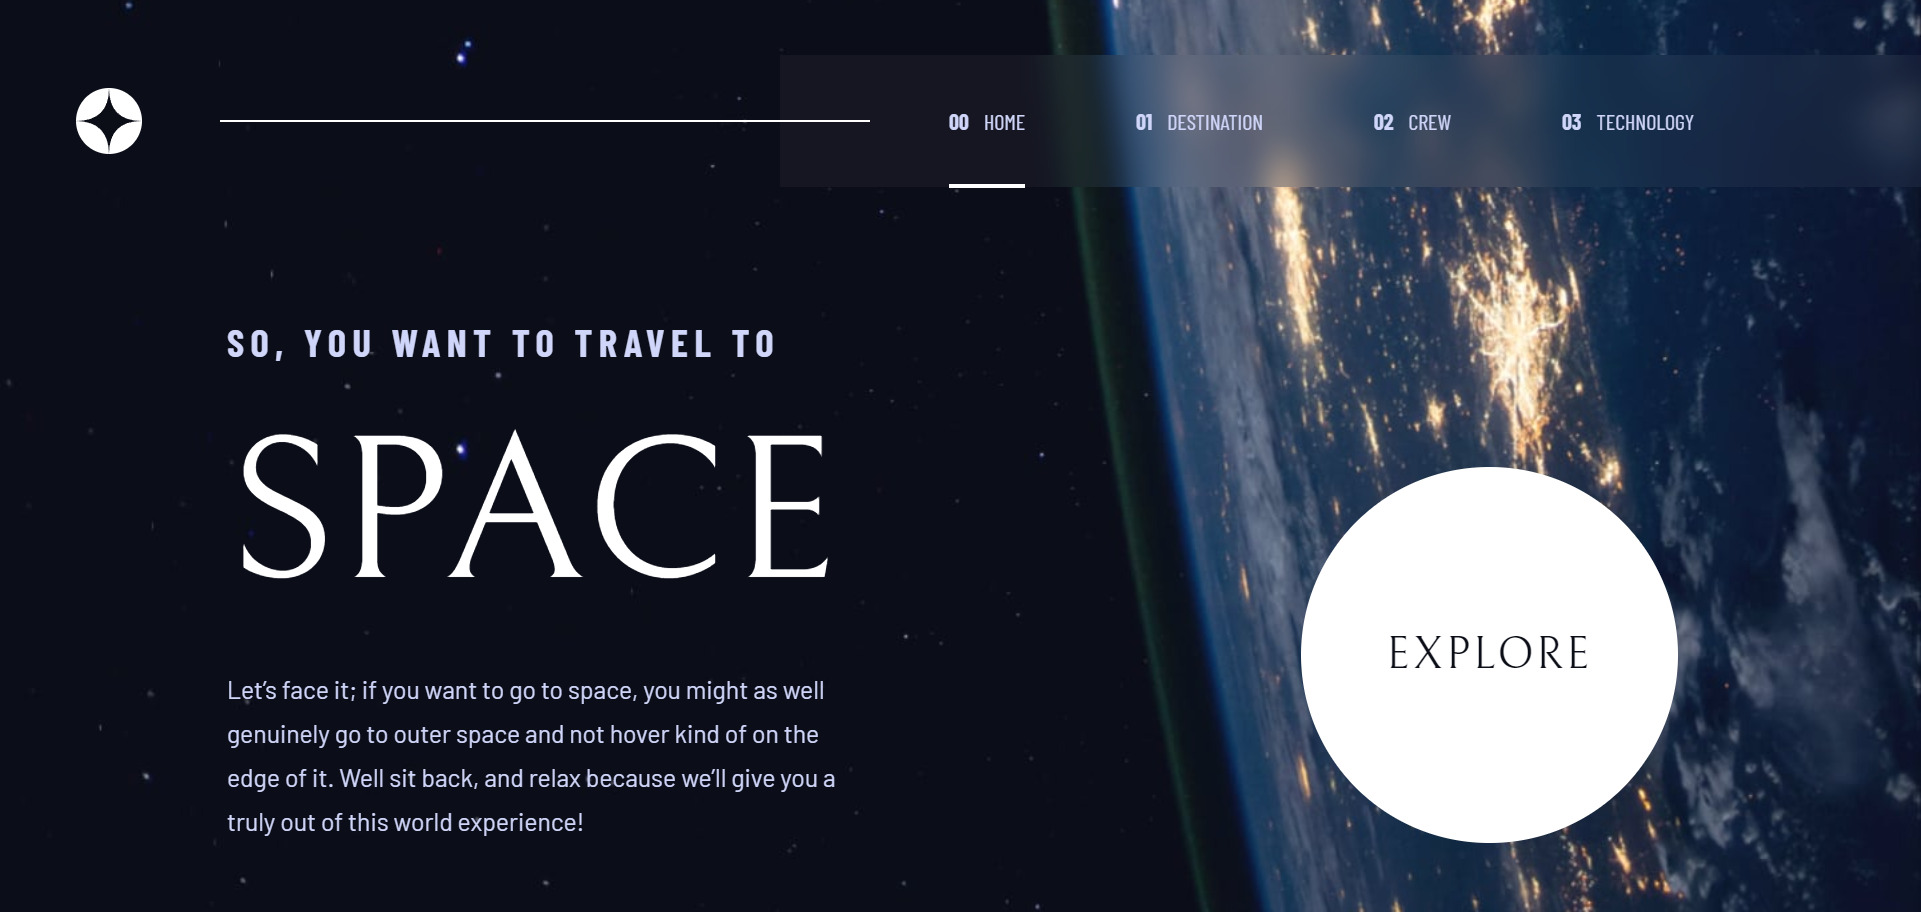 00 HOME 01 DESTINATION 02 CREW 03 TECHNOLOGY
SO, YOU WANT TO TRAVEL TO
SPACE
Let’s face it; if you want to go to space, you might as well
genuinely go to outer space and not hover kind of on the
edge of it. Well sit back, and relax because we’ll give you a
truly out of this world experience!
EXPLORE